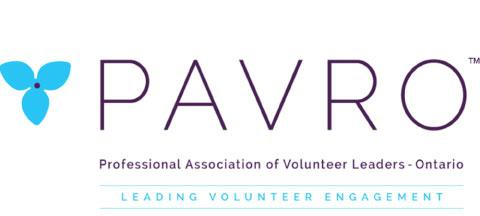 PAVRO™
Professional Association of Volunteer Leaders - Ontario
LEADING VOLUNTEER ENGAGEMENT